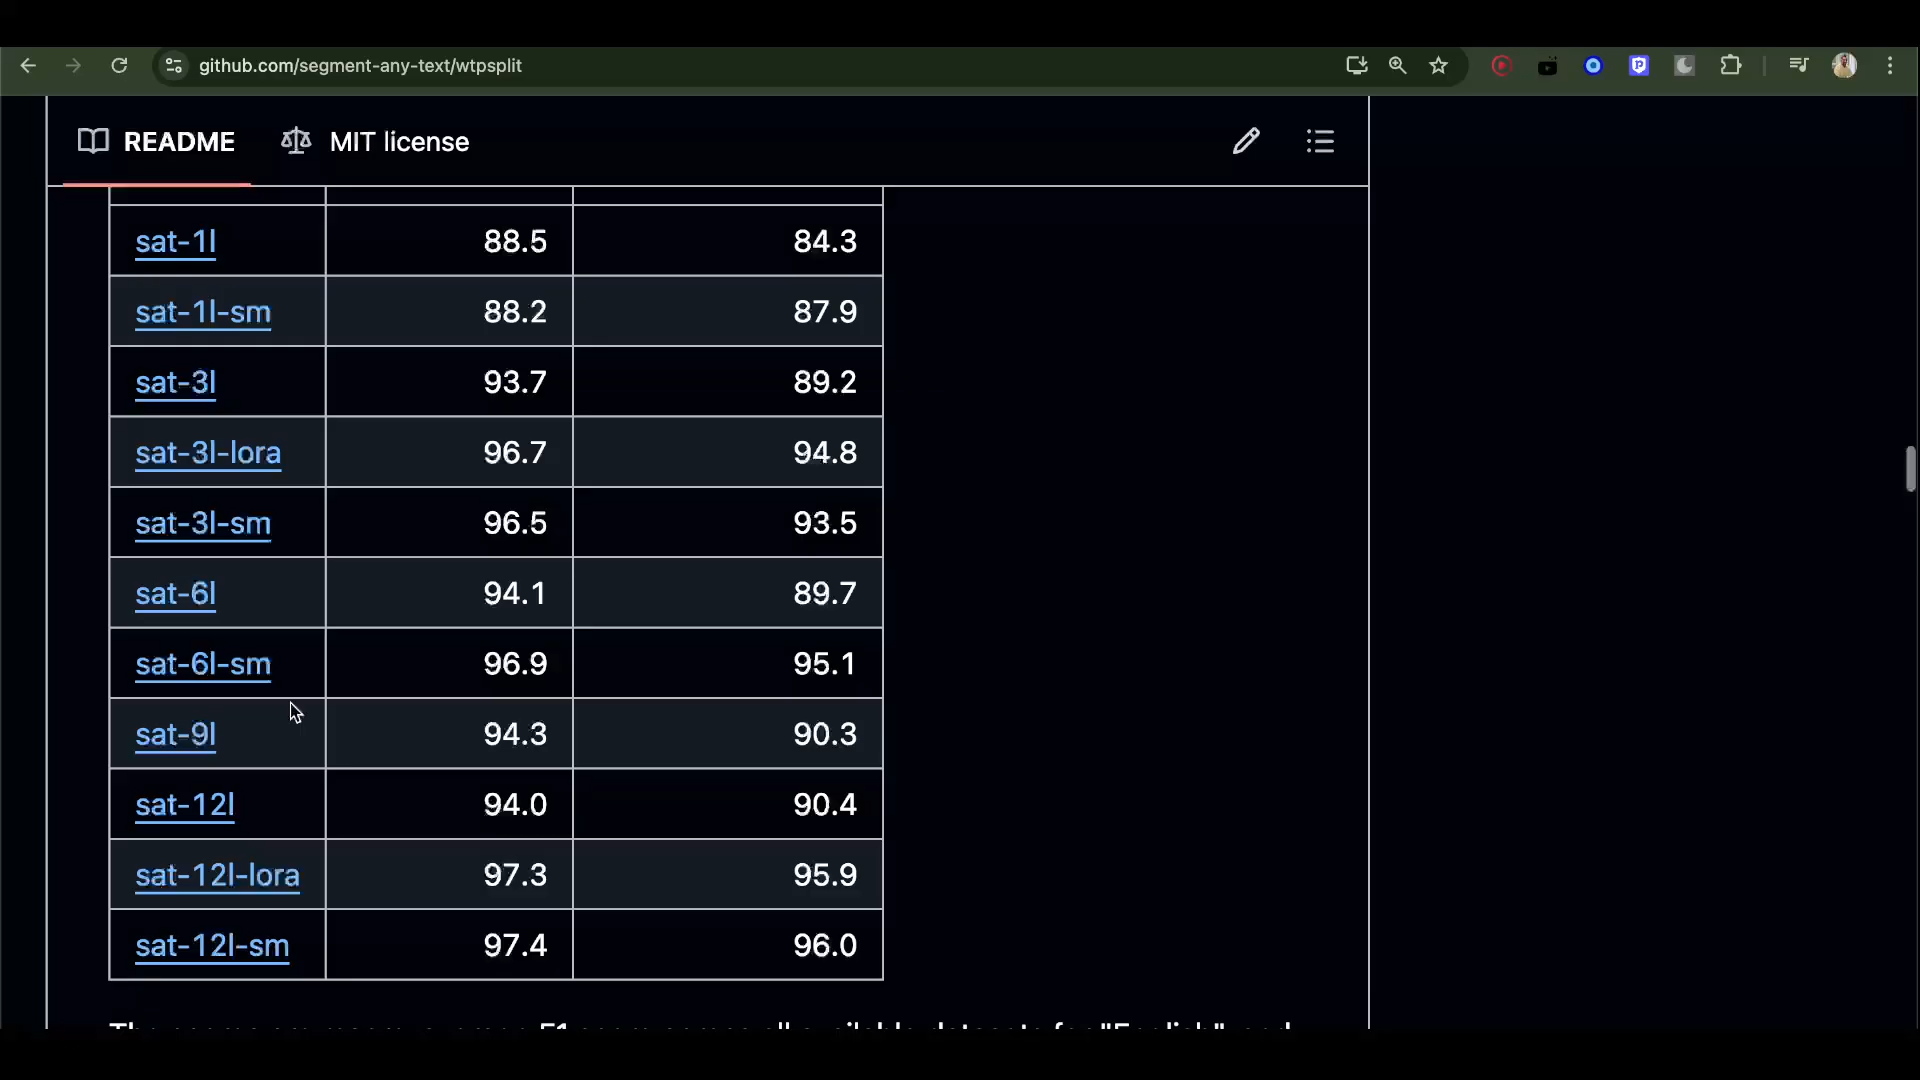 github.com/segment-any-text/wtpsplit
README MIT license
sat-1l 88.5 84.3
sat-1l-sm 88.2 87.9
sat-3l 93.7 89.2
sat-3l-lora 96.7 94.8
sat-3l-sm 96.5 93.5
sat-6l 94.1 89.7
sat-6l-sm 96.9 95.1
sat-9l 94.3 90.3
sat-12l 94.0 90.4
sat-12l-lora 97.3 95.9
sat-12l-sm 97.4 96.0